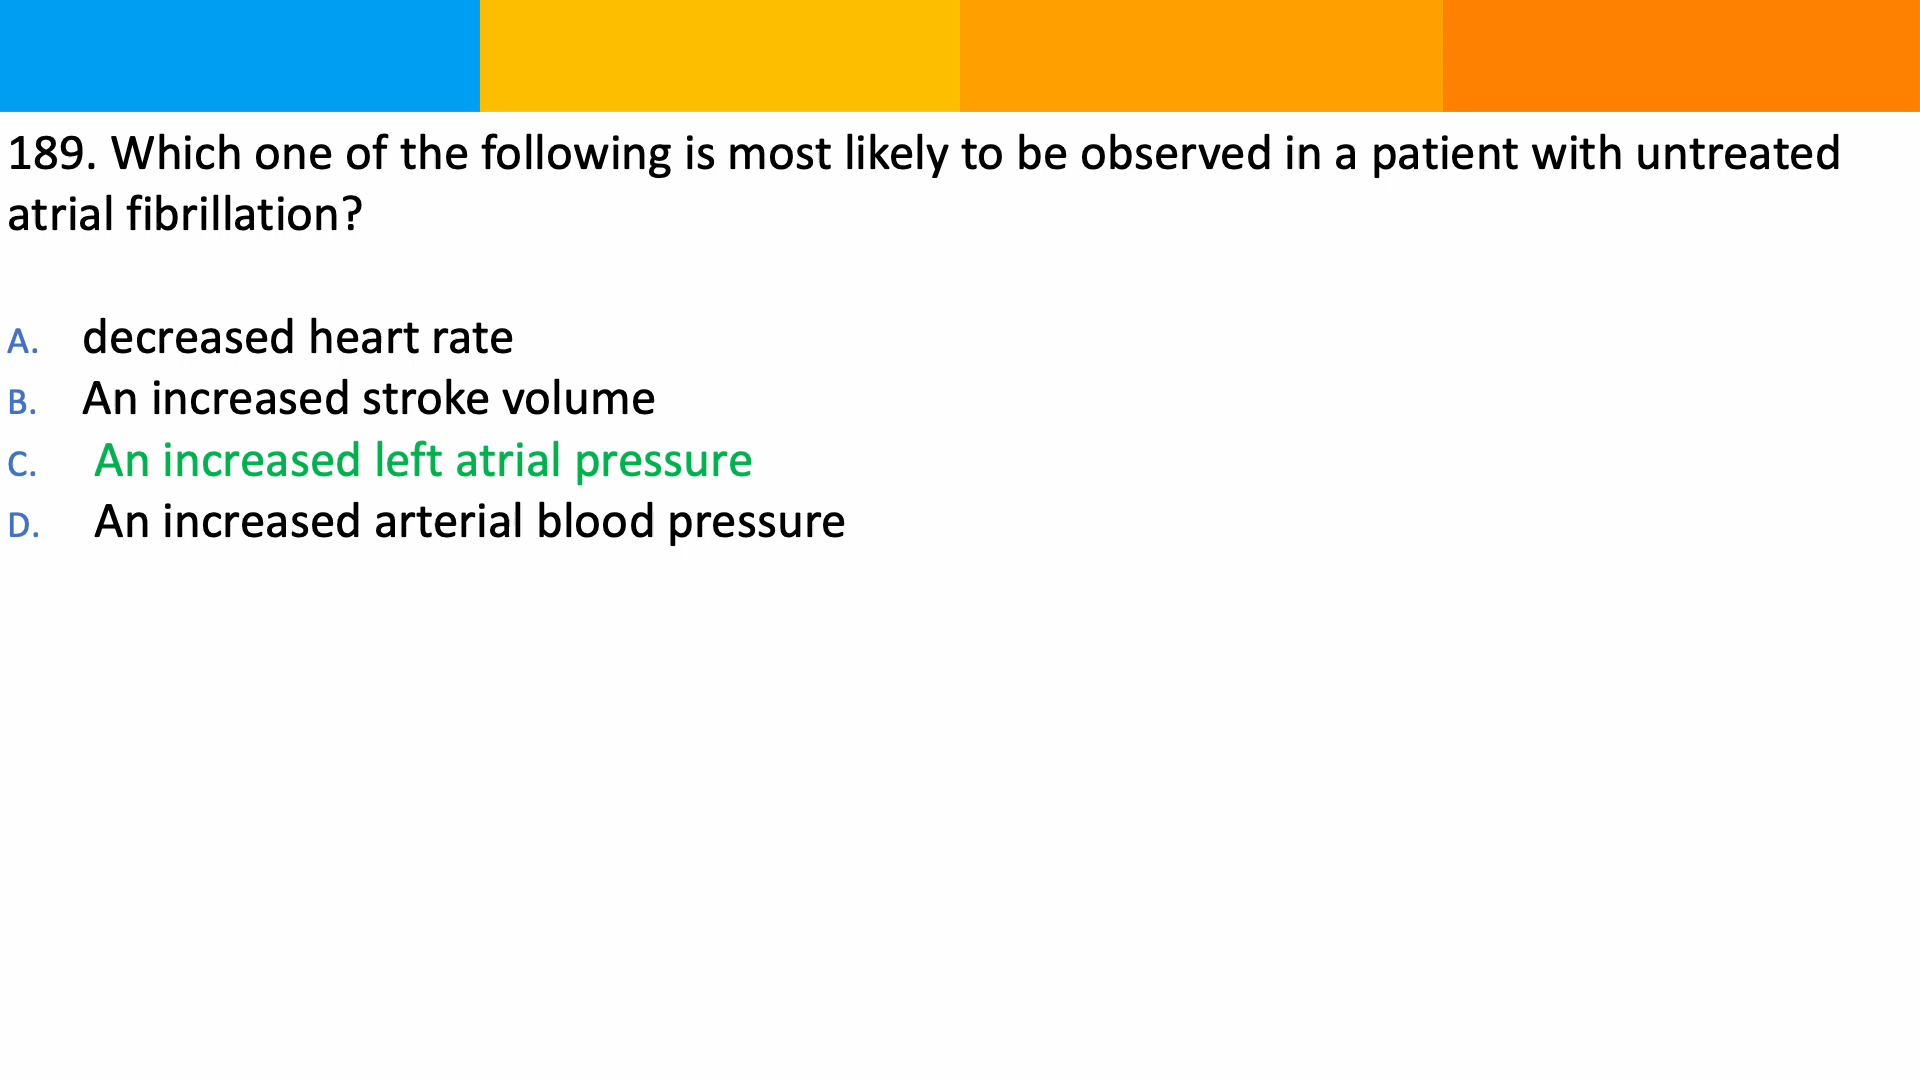 189. Which one of the following is most likely to be observed in a patient with untreated
atrial fibrillation?
A. decreased heart rate
B. An increased stroke volume
C. An increased left atrial pressure
D. An increased arterial blood pressure